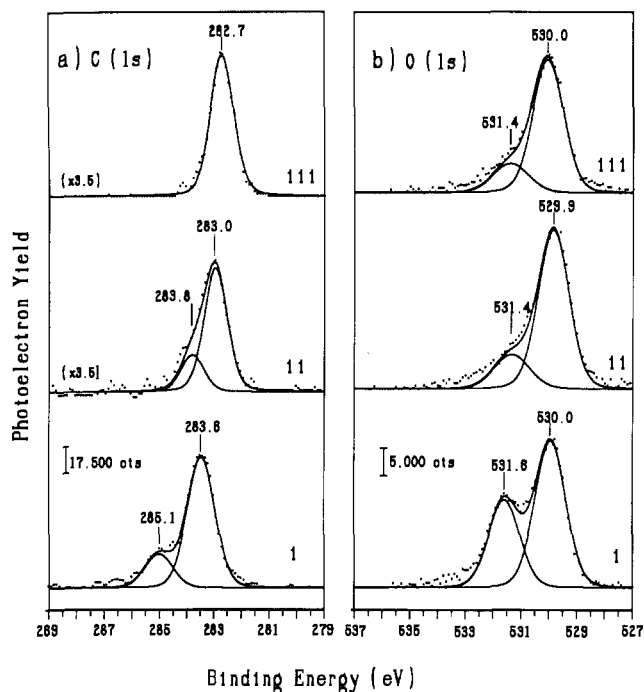 a) C (1s)
282.7
(x3.5)
111
283.0
283.8
(x3.5)
11
17.500 cts
283.6
285.1
1
289 287 285 283 281 279
b) O (1s)
530.0
531.4
111
529.9
531.4
11
5.000 cts
530.0
531.6
1
537 535 533 531 529 527
Photoelectron Yield
Binding Energy (eV)